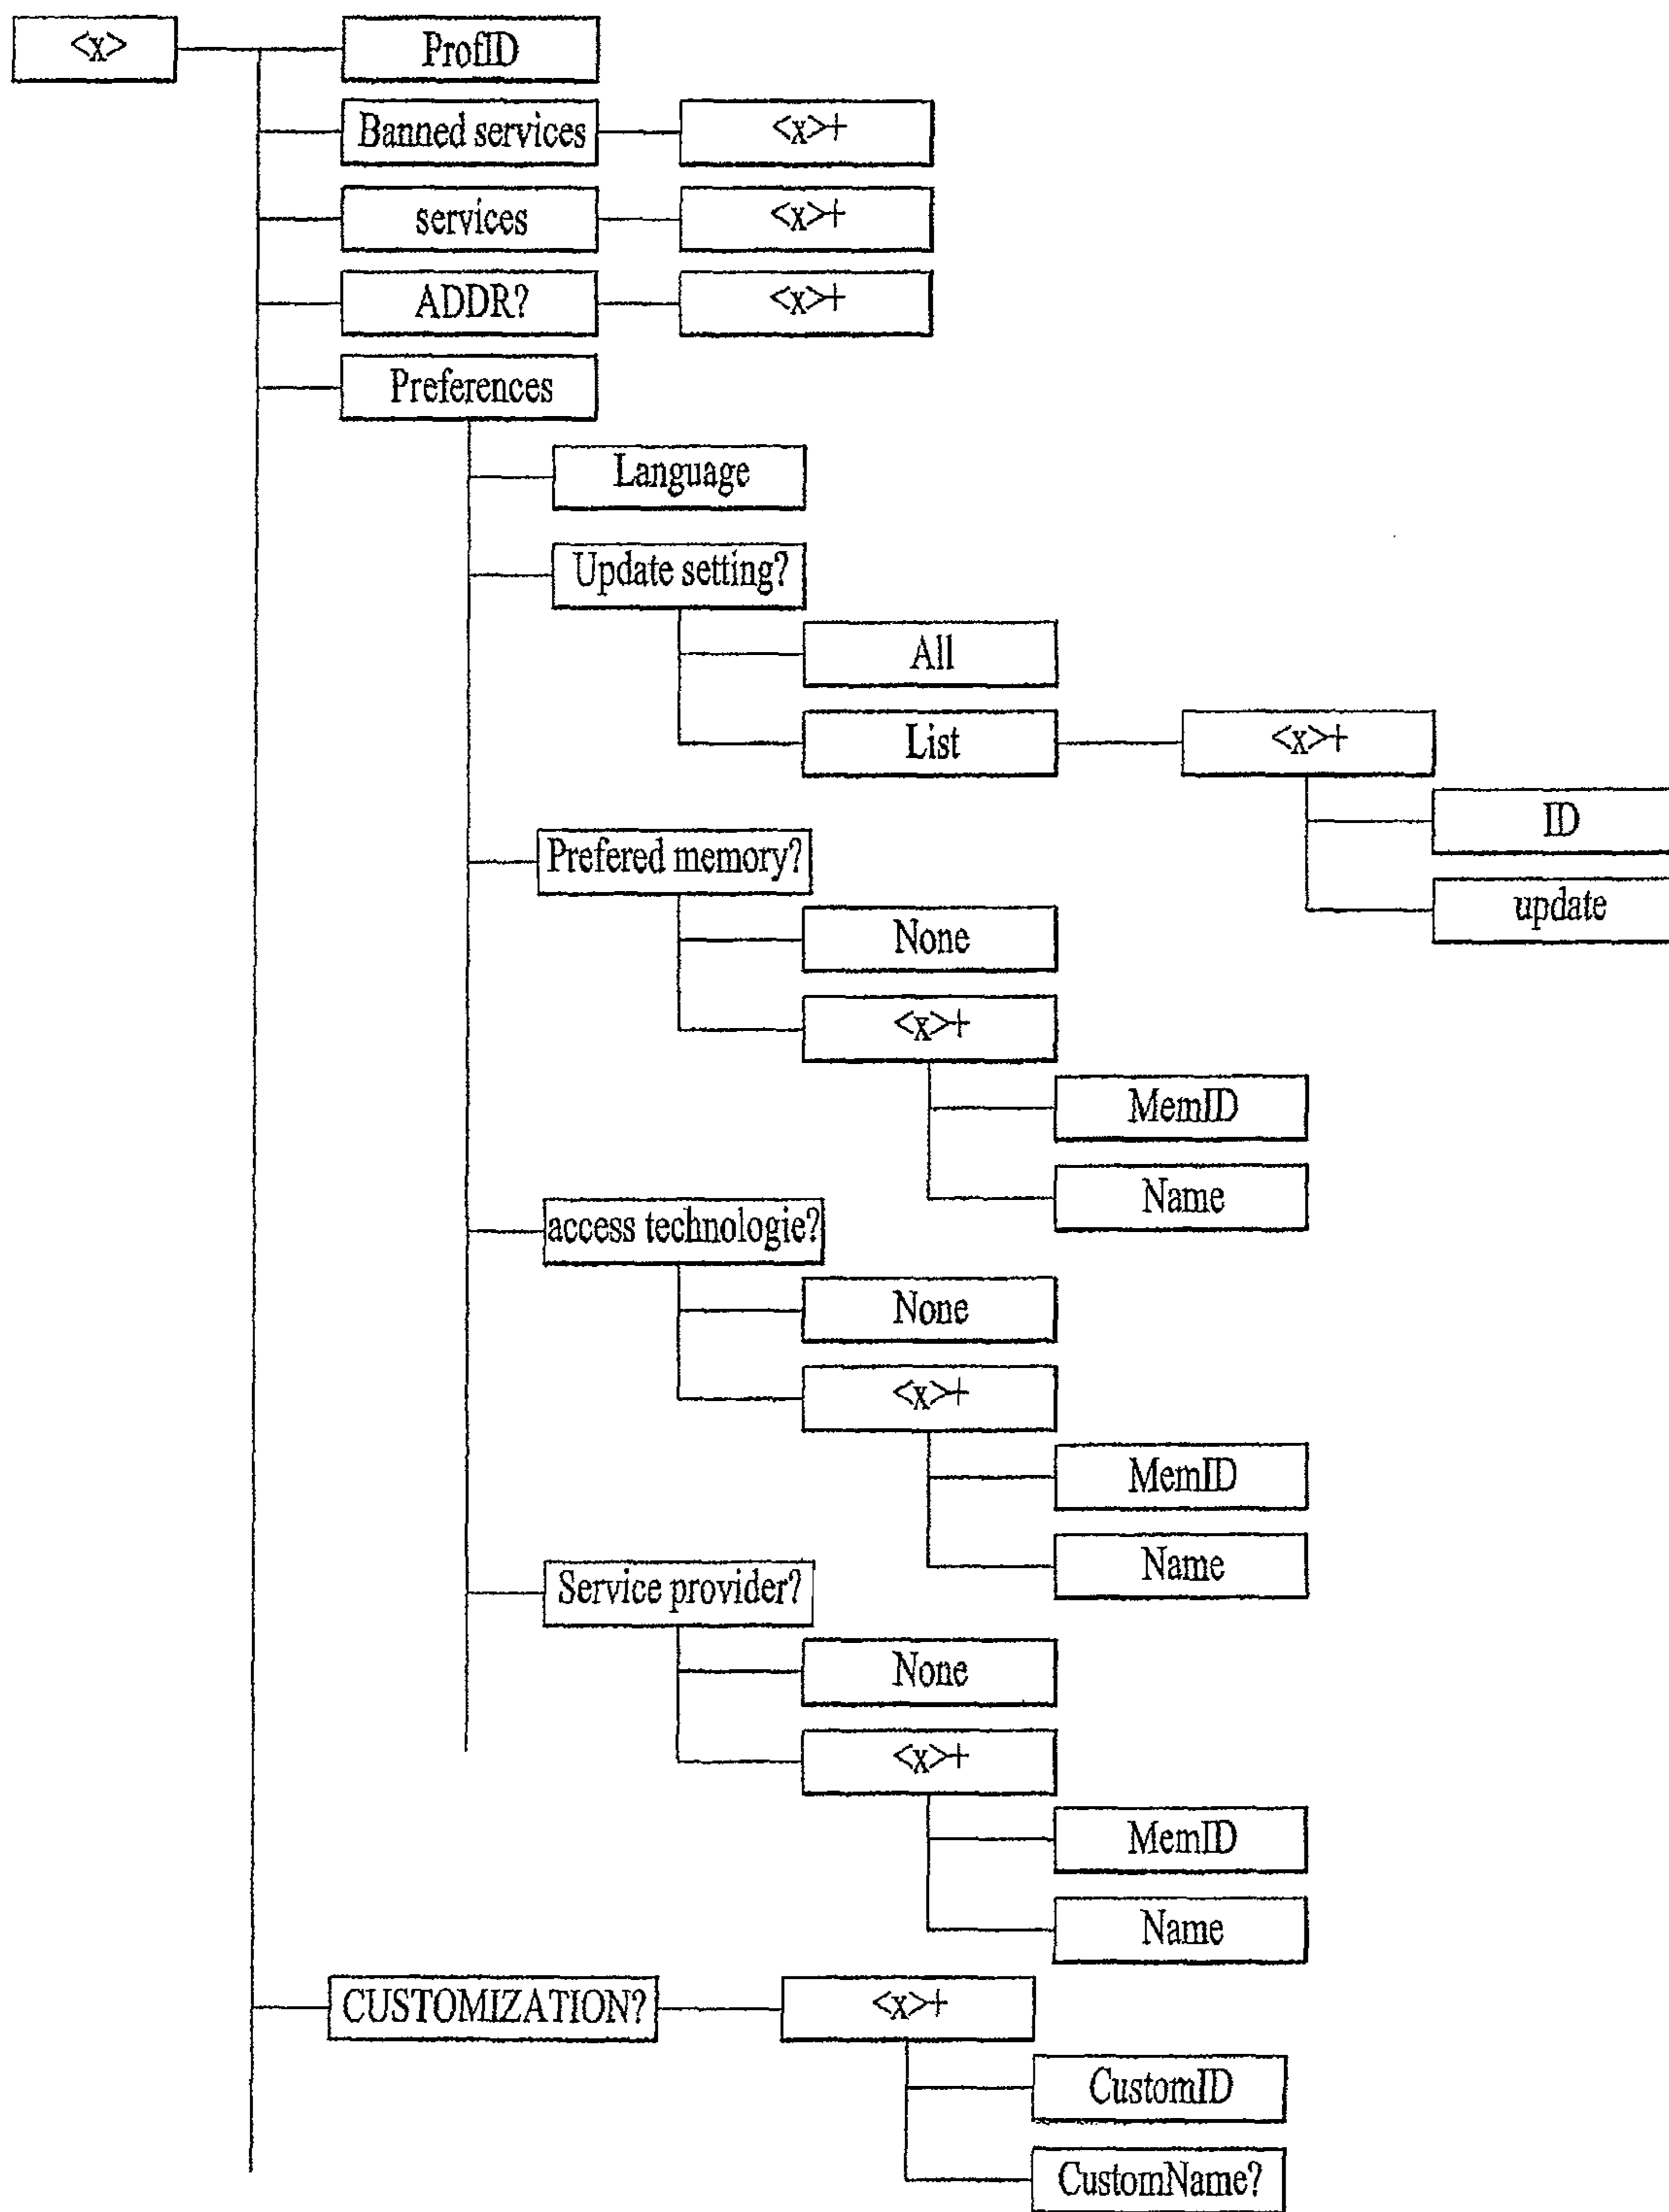 <x>
ProfID
Banned services
<x>+
services
<x>+
ADDR?
<x>+
Preferences
Language
Update setting?
All
List
<x>+
ID
update
Prefered memory?
None
<x>+
MemID
Name
access technologie?
None
<x>+
MemID
Name
Service provider?
None
<x>+
MemID
Name
CUSTOMIZATION?
<x>+
CustomID
CustomName?